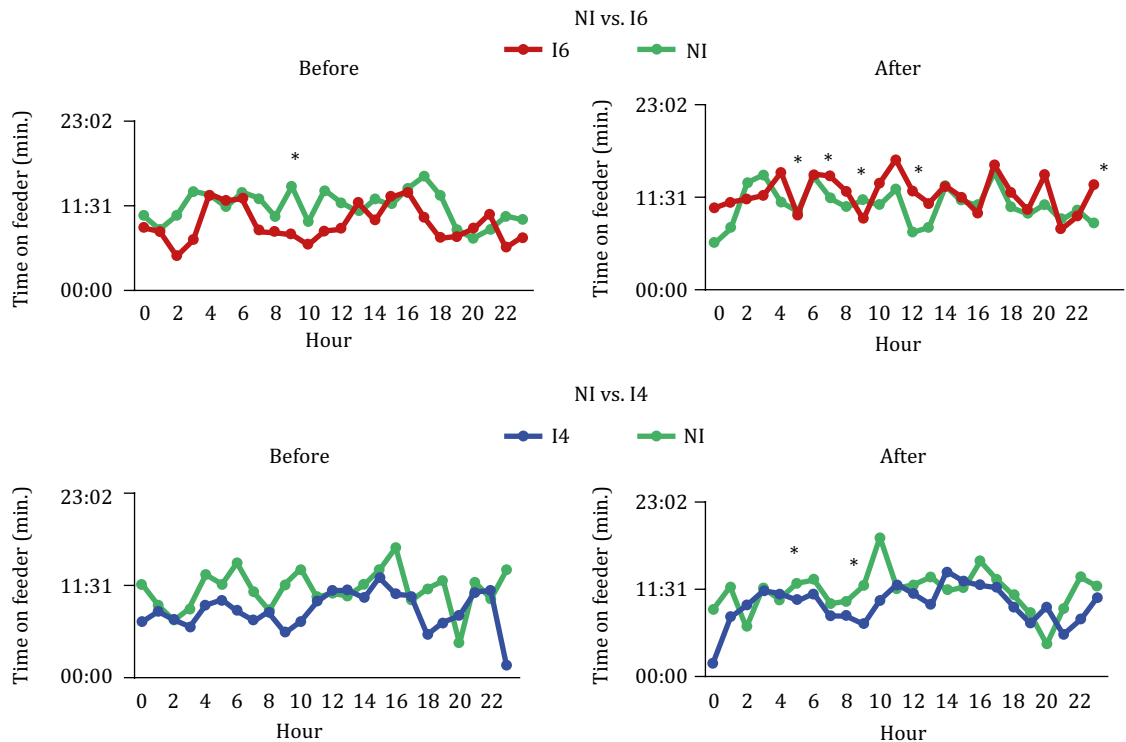 NI vs. I6
I6 NI
Before After
Time on feeder (min.)
23:02
11:31
00:00
*
0 2 4 6 8 10 12 14 16 18 20 22
Hour
Time on feeder (min.)
23:02
11:31
00:00
* * * * *
0 2 4 6 8 10 12 14 16 18 20 22
Hour
NI vs. I4
I4 NI
Before After
Time on feeder (min.)
23:02
11:31
00:00
0 2 4 6 8 10 12 14 16 18 20 22
Hour
Time on feeder (min.)
23:02
11:31
00:00
* *
0 2 4 6 8 10 12 14 16 18 20 22
Hour